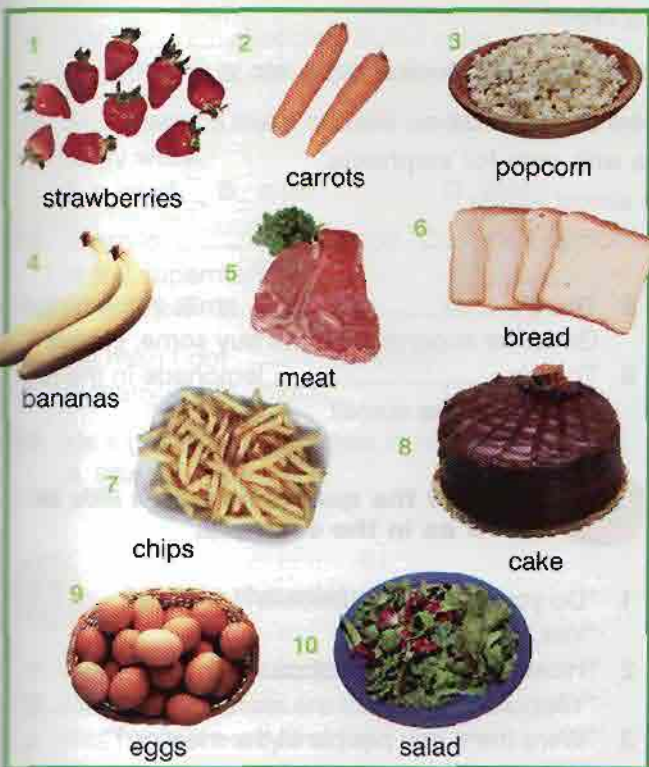 1
2
3
strawberries
carrots
popcorn
4
5
6
bananas
meat
bread
7
8
chips
cake
9
10
eggs
salad